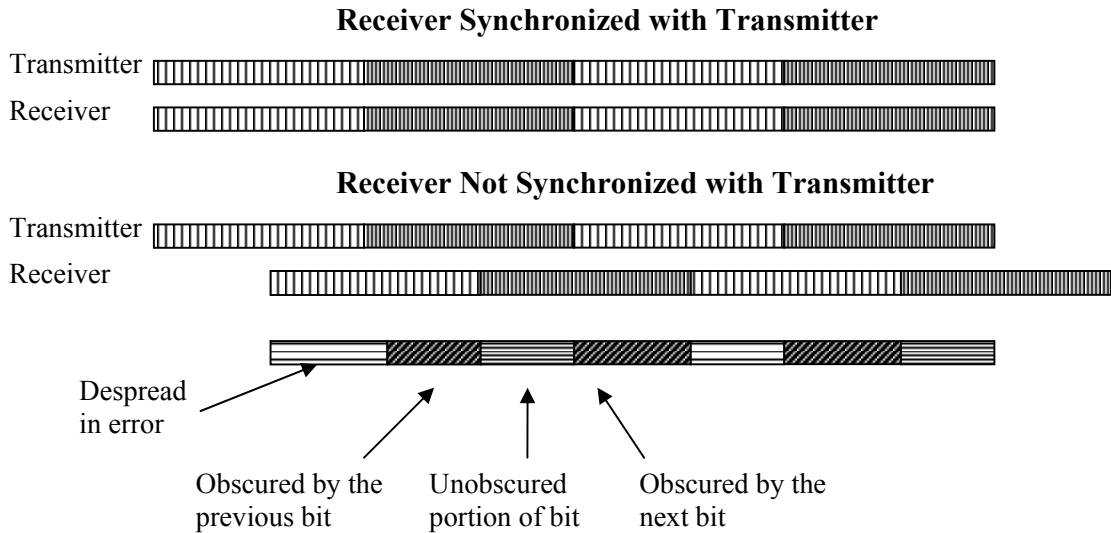 Receiver Synchronized with Transmitter
Transmitter
Receiver
Receiver Not Synchronized with Transmitter
Transmitter
Receiver
Despread
in error
Obscured by the
previous bit
Unobscured
portion of bit
Obscured by the
next bit